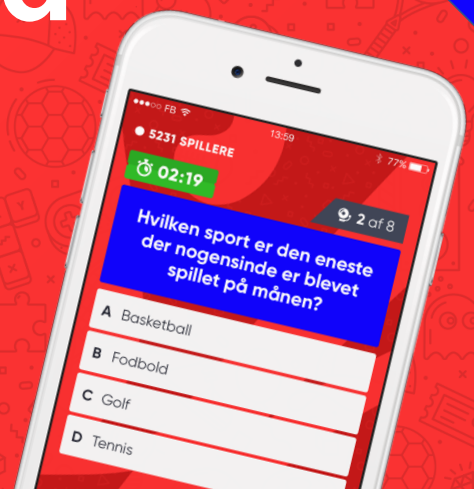 FB 13:59 77%
5231 SPILLERE
02:19
2 af 8
Hvilken sport er den eneste
der nogensinde er blevet
spillet på månen?
A Basketball
B Fodbold
C Golf
D Tennis